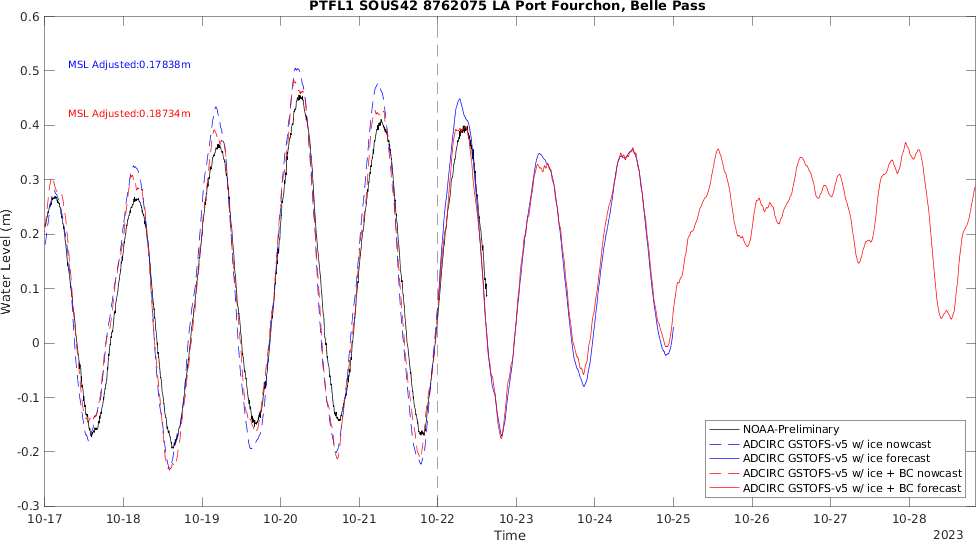 PTFL1 SOUS42 8762075 LA Port Fourchon, Belle Pass
0.6
0.5
0.4
0.3
0.2
0.1
0
-0.1
-0.2
-0.3
Water Level (m)
MSL Adjusted:0.17838m
MSL Adjusted:0.18734m
NOAA-Preliminary
ADCIRC GSTOFS-v5 w/ ice nowcast
ADCIRC GSTOFS-v5 w/ ice forecast
ADCIRC GSTOFS-v5 w/ ice + BC nowcast
ADCIRC GSTOFS-v5 w/ ice + BC forecast
10-17 10-18 10-19 10-20 10-21 10-22 10-23 10-24 10-25 10-26 10-27 10-28
Time
2023